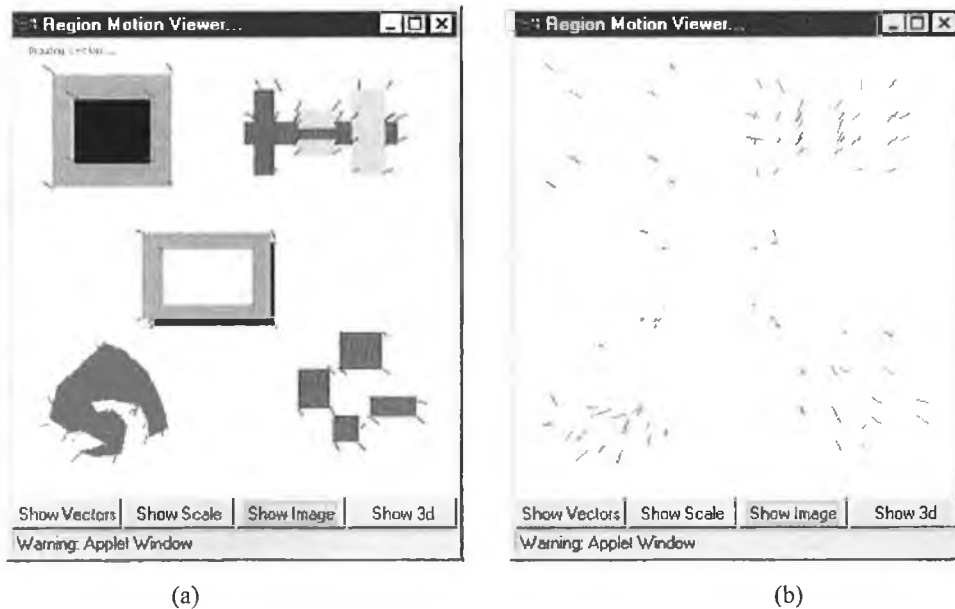 Region Motion Viewer...
Show Vectors Show Scale Show Image Show 3d
Warning: Applet Window
(a)
Region Motion Viewer...
Show Vectors Show Scale Show Image Show 3d
Warning: Applet Window
(b)